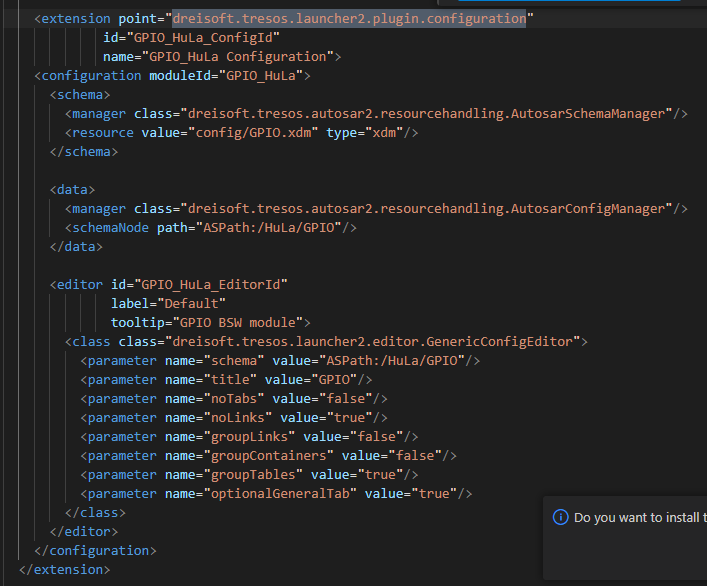 <extension point="dreisoft.tresos.launcher2.plugin.configuration"
id="GPIO_HuLa_ConfigId"
name="GPIO_HuLa Configuration">
<configuration moduleId="GPIO_HuLa">
<schema>
<manager class="dreisoft.tresos.autosar2.resourcehandling.AutosarSchemaManager"/>
<resource value="config/GPIO.xdm" type="xdm"/>
</schema>
<data>
<manager class="dreisoft.tresos.autosar2.resourcehandling.AutosarConfigManager"/>
<schemaNode path="ASPath:/HuLa/GPIO"/>
</data>
<editor id="GPIO_HuLa_EditorId"
label="Default"
tooltip="GPIO BSW module">
<class class="dreisoft.tresos.launcher2.editor.GenericConfigEditor">
<parameter name="schema" value="ASPath:/HuLa/GPIO"/>
<parameter name="title" value="GPIO"/>
<parameter name="noTabs" value="false"/>
<parameter name="noLinks" value="true"/>
<parameter name="groupLinks" value="false"/>
<parameter name="groupContainers" value="false"/>
<parameter name="groupTables" value="true"/>
<parameter name="optionalGeneralTab" value="true"/>
</class>
Do you want to install t
</editor>
</configuration>
</extension>